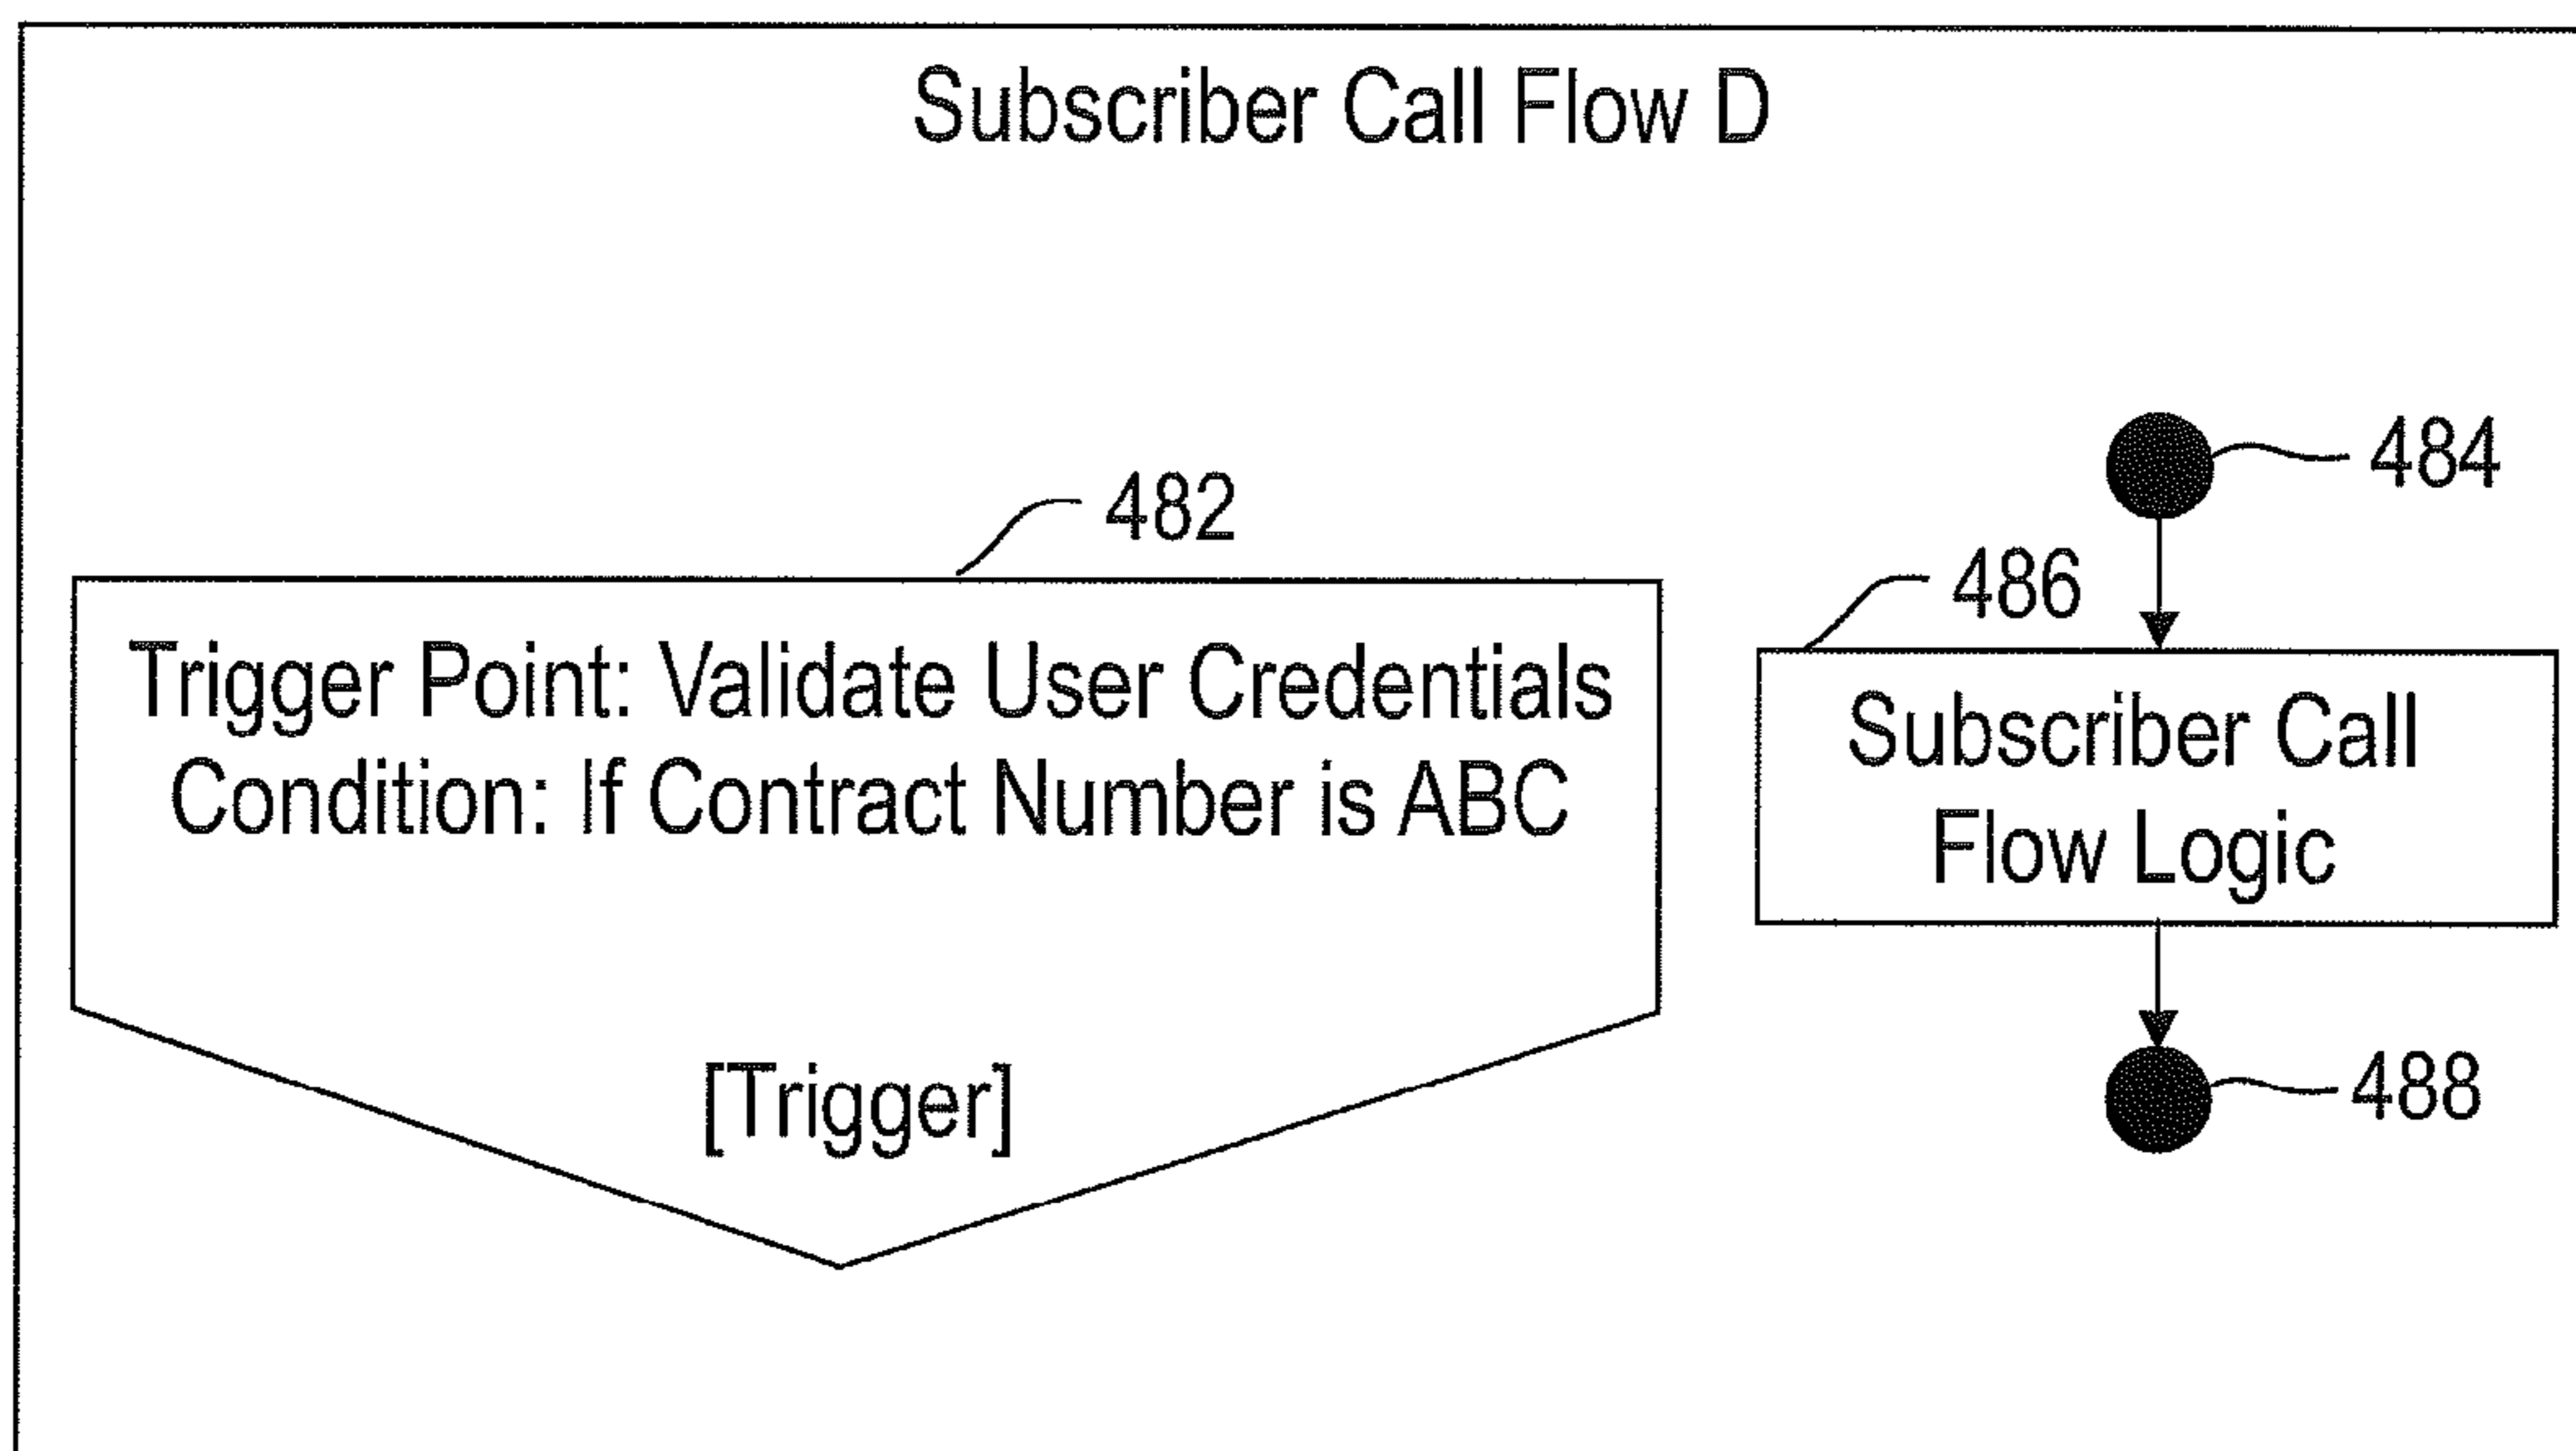 Subscriber Call Flow D
482
Trigger Point: Validate User Credentials
Condition: If Contract Number is ABC
[Trigger]
484
486
Subscriber Call
Flow Logic
488